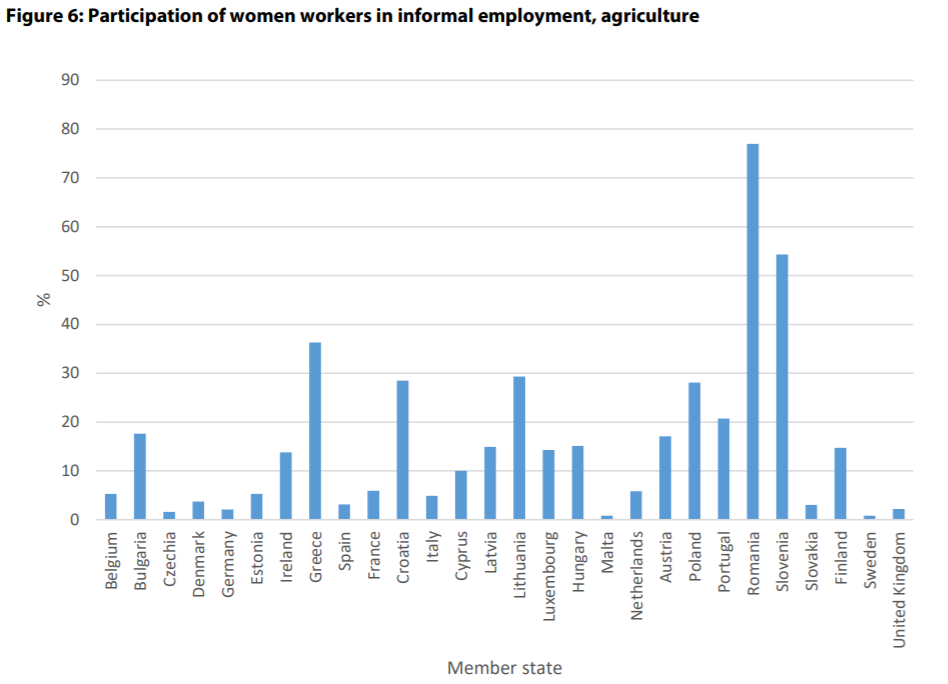 Figure 6: Participation of women workers in informal employment, agriculture
90
80
70
60
50
40
30
20
10
0
%
Belgium
Bulgaria
Czechia
Denmark
Germany
Estonia
Ireland
Greece
Spain
France
Croatia
Italy
Cyprus
Latvia
Lithuania
Luxembourg
Hungary
Malta
Netherlands
Austria
Poland
Portugal
Romania
Slovenia
Slovakia
Finland
Sweden
United Kingdom
Member state